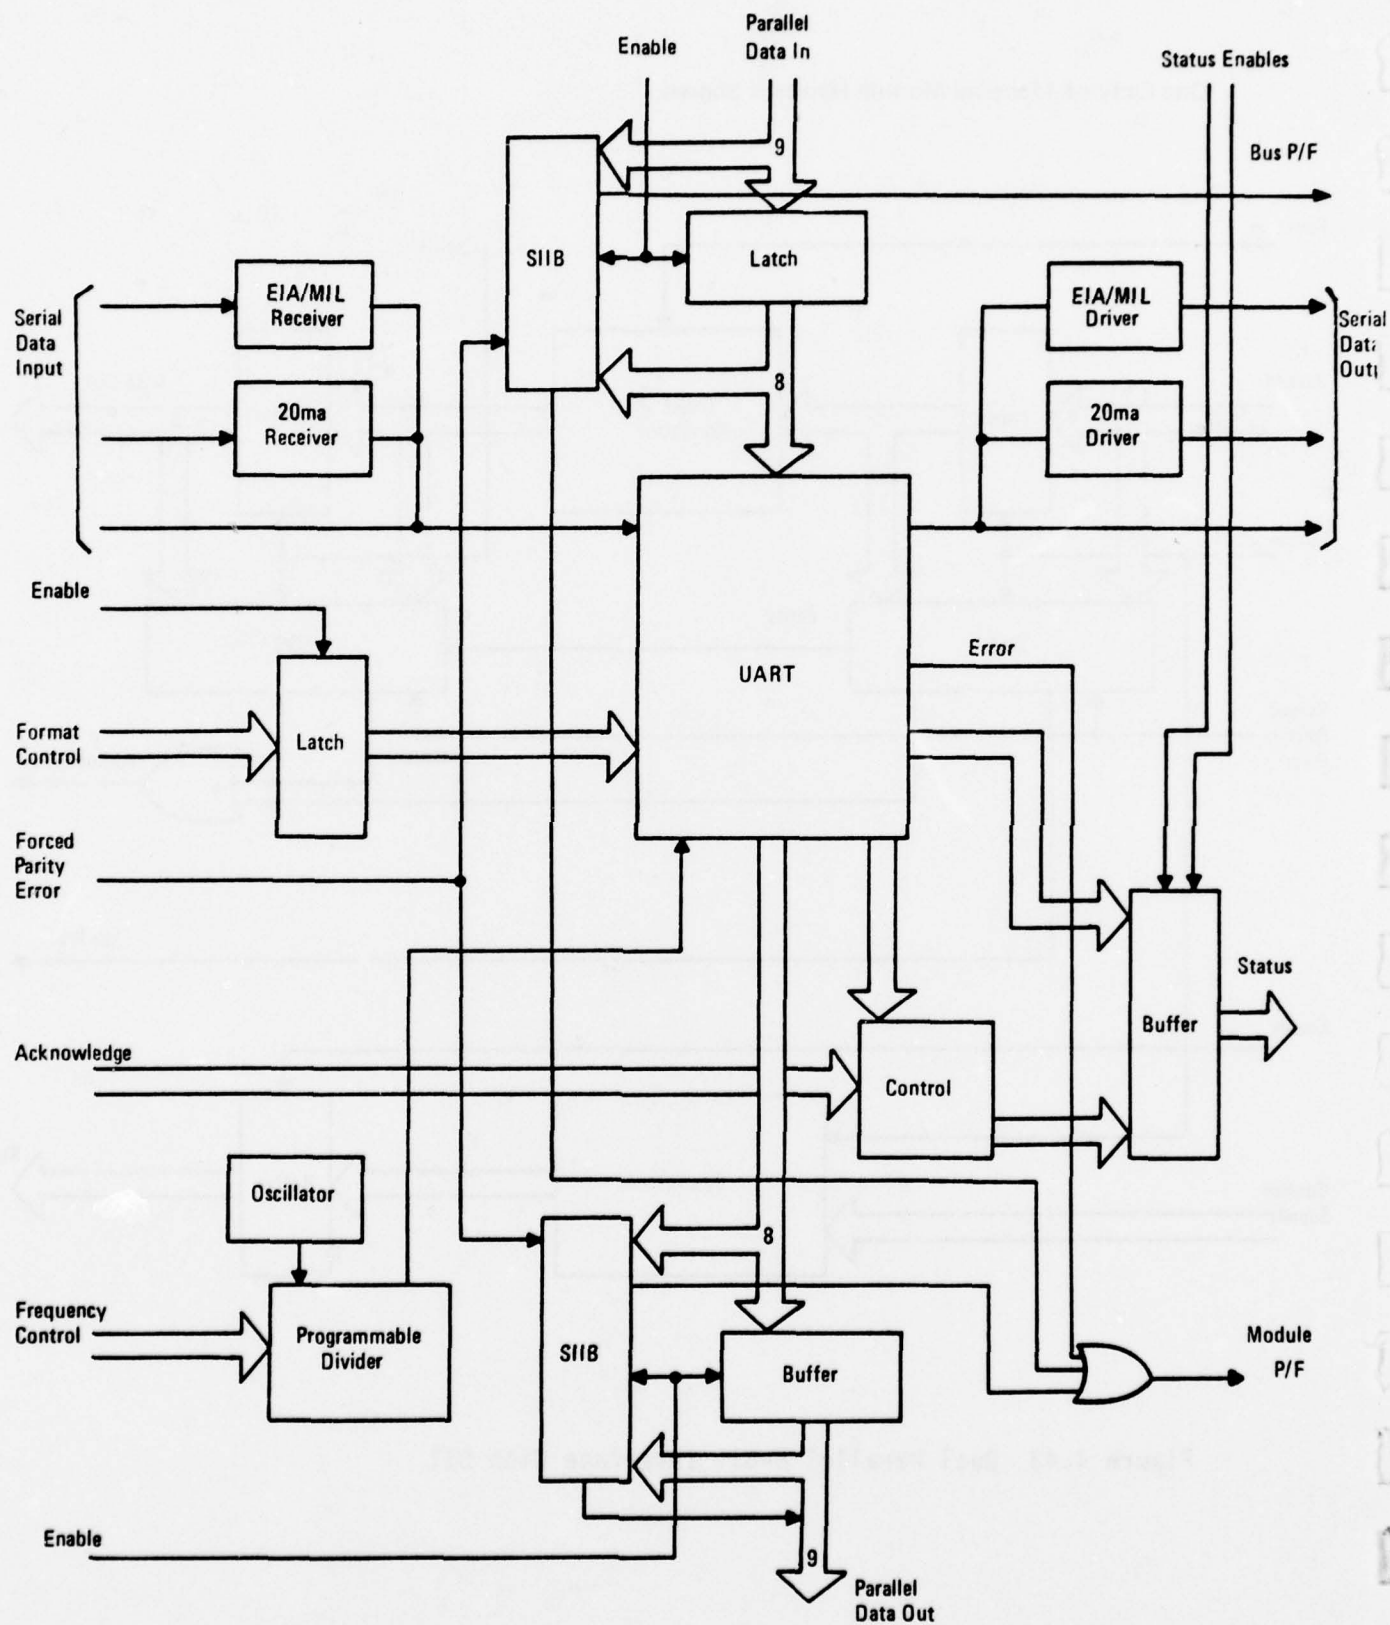 Parallel
Data In
Enable
Status Enables
9
Bus P/F
SIIB
Latch
EIA/MIL
Receiver
EIA/MIL
Driver
Serial
Data
Input
Serial
Data
8
20ma
Receiver
20ma
Driver
Enable
Error
UART
Format
Control
Latch
Forced
Parity
Error
Status
Buffer
Acknowledge
Control
Oscillator
8
Frequency
Control
Programmable
Divider
SIIB
Buffer
Module
P/F
Enable
9
Parallel
Data Out